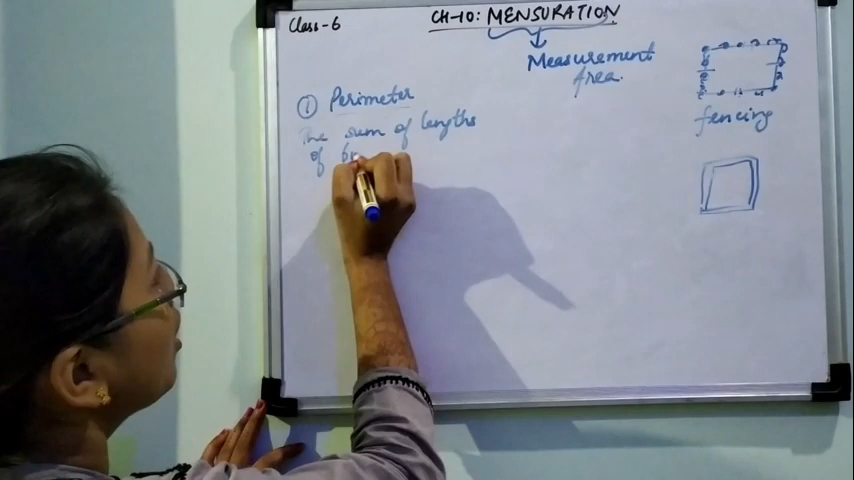 Class-6
CH-10: MENSURATION
Measurement
Area.
① Perimeter
The sum of lengths
of br
fencing